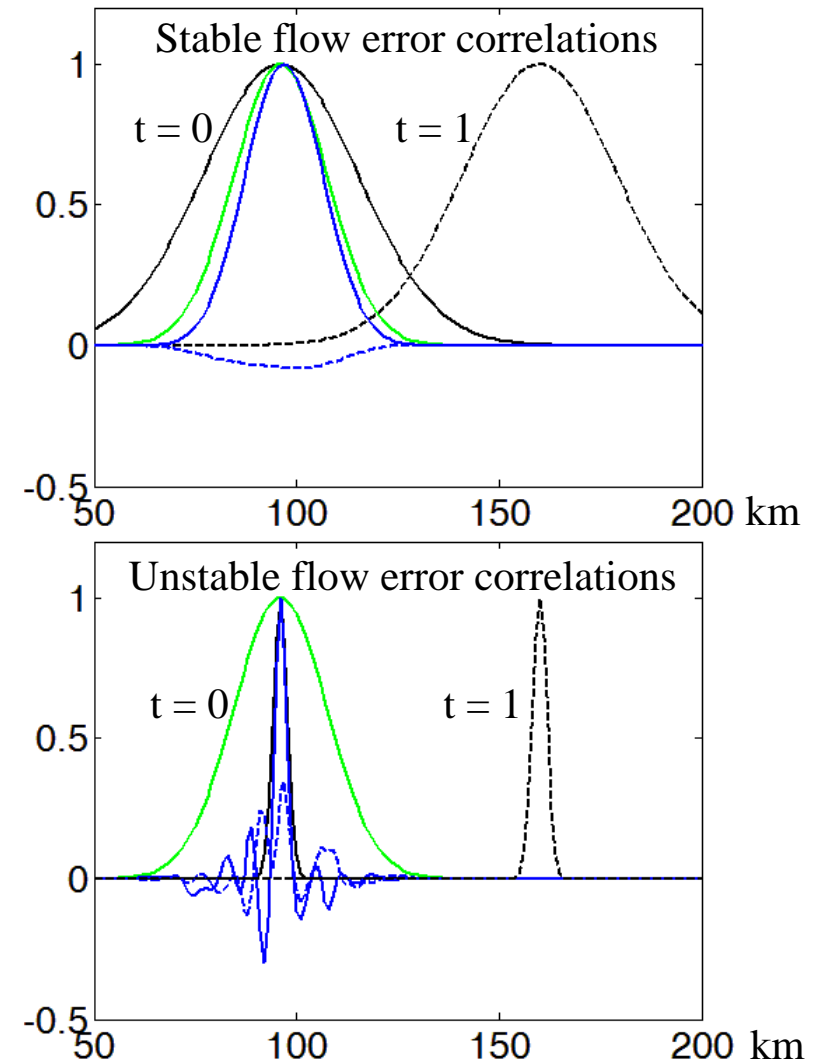 Stable flow error correlations
1
t = 0
t = 1
0.5
0
-0.5
50
100
150
200 km
Unstable flow error correlations
1
t = 0
t = 1
0.5
0
-0.5
50
100
150
200 km